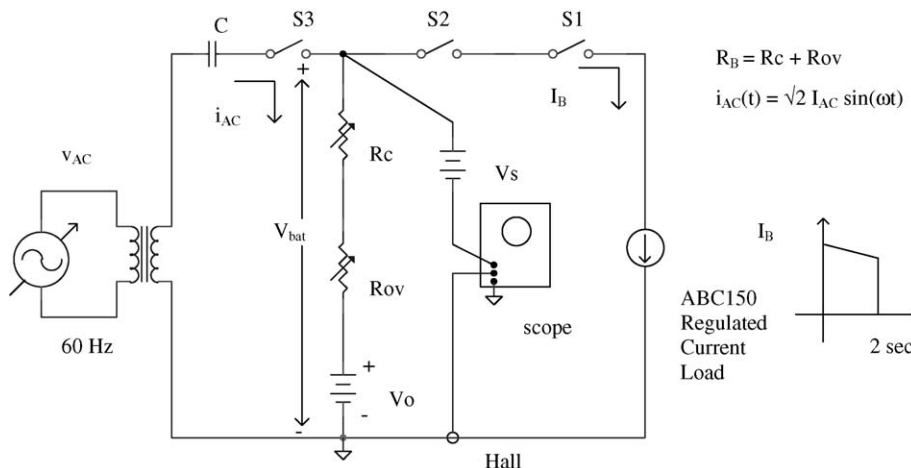 C
S3
S2
S1
+
i_AC
I_B
R_B = Rc + Rov
i_AC(t) = √2 I_AC sin(ωt)
v_AC
Rc
V_bat
Vs
Rov
I_B
scope
ABC150
Regulated
Current
Load
60 Hz
2 sec
+
Vo
-
-
Hall